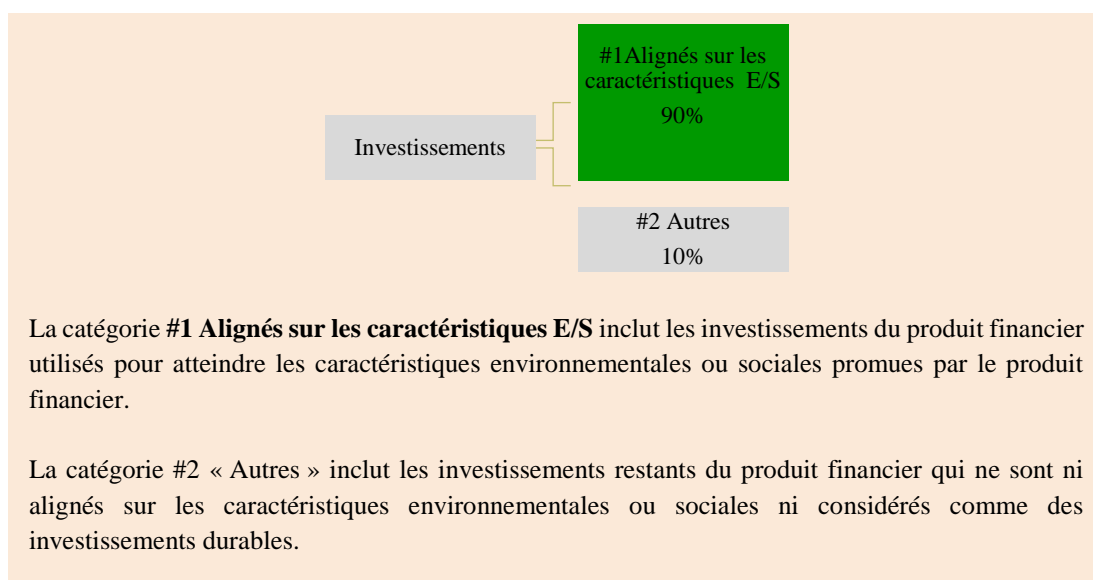 #1Alignés sur les
caractéristiques E/S
90%
Investissements
#2 Autres
10%
La catégorie #1 Alignés sur les caractéristiques E/S inclut les investissements du produit financier
utilisés pour atteindre les caractéristiques environnementales ou sociales promues par le produit
financier.
La catégorie #2 « Autres » inclut les investissements restants du produit financier qui ne sont ni
alignés sur les caractéristiques environnementales ou sociales ni considérés comme des
investissements durables.